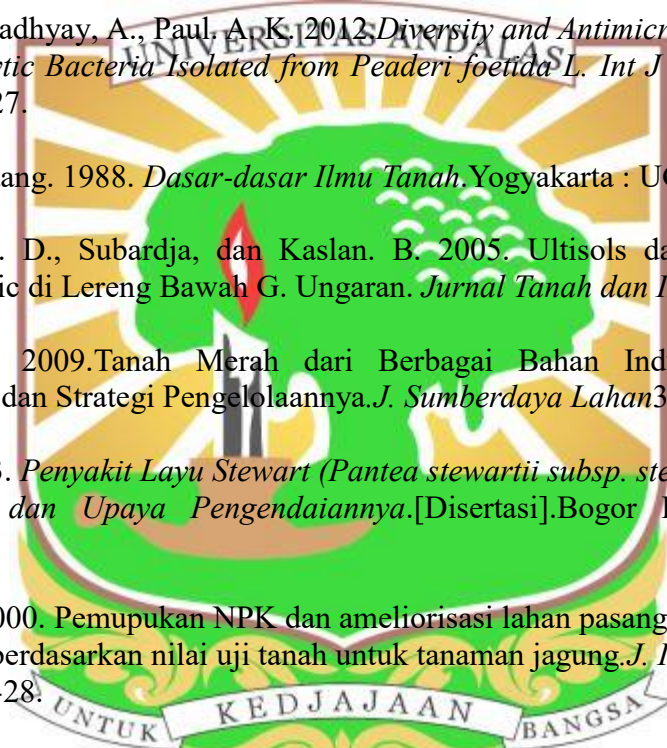 adhyay, A., Paul. A. K. 2012.Diversity and Antimicr
UNIVERSITAS ANDALAS
tic Bacteria Isolated from Peaderi foetida L. Int J
27.
ang. 1988. Dasar-dasar Ilmu Tanah.Yogyakarta : U
. D., Subardja, dan Kaslan. B. 2005. Ultisols da
ic di Lereng Bawah G. Ungaran. Jurnal Tanah dan I
2009.Tanah Merah dari Berbagai Bahan Ind
dan Strategi Pengelolaannya.J. Sumberdaya Lahan3
. Penyakit Layu Stewart (Pantea stewartii subsp. ste
dan Upaya Pengendaiannya.[Disertasi].Bogor
000. Pemupukan NPK dan ameliorisasi lahan pasang
berdasarkan nilai uji tanah untuk tanaman jagung.J. I
-28.
UNTUK KEDJAJAAN BANGSA